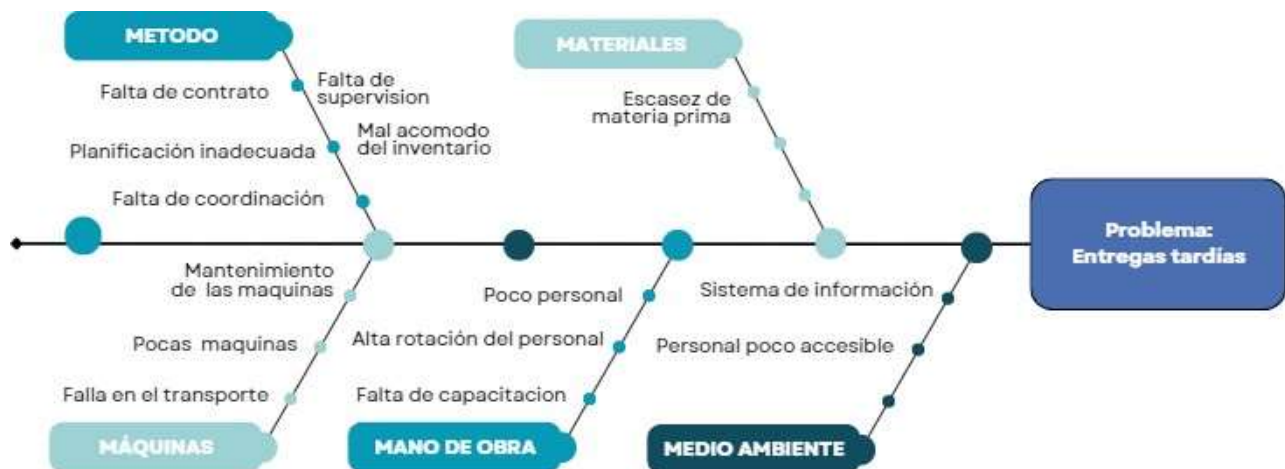 METODO
MATERIALES
Falta de contrato
Falta de
supervision
Escasez de
materia prima
Planificación inadecuada
Mal acomodo
del inventario
Falta de coordinación
Problema:
Entregas tardías
Mantenimiento
de las maquinas
Poco personal
Sistema de información
Pocas maquinas
Alta rotación del personal
Personal poco accesible
Falla en el transporte
Falta de capacitacion
MÁQUINAS
MANO DE OBRA
MEDIO AMBIENTE